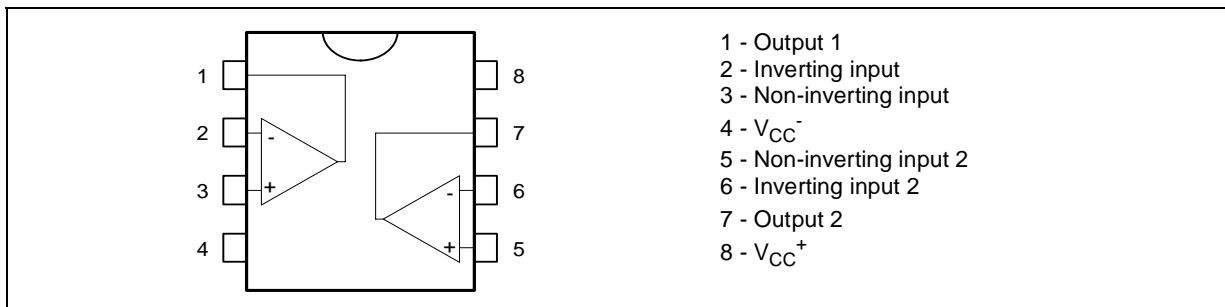 1
2
3
4
8
7
6
5
-
+
-
+
1 - Output 1
2 - Inverting input
3 - Non-inverting input
4 - VCC-
5 - Non-inverting input 2
6 - Inverting input 2
7 - Output 2
8 - VCC+